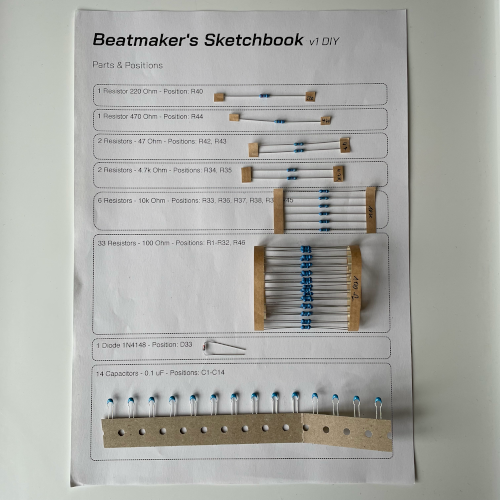 Beatmaker's Sketchbook v1 DIY
Parts & Positions
1 Resistor 220 Ohm - Position: R40
1 Resistor 470 Ohm - Position: R44
2 Resistors - 47 Ohm - Positions: R42, R43
2 Resistors - 4.7k Ohm - Positions: R34, R35
6 Resistors - 10k Ohm - Positions: R33, R36, R37, R38, R45
33 Resistors - 100 Ohm - Positions: R1-R32, R46
1 Diode 1N4148 - Position: D33
14 Capacitors - 0.1 uF - Positions: C1-C14